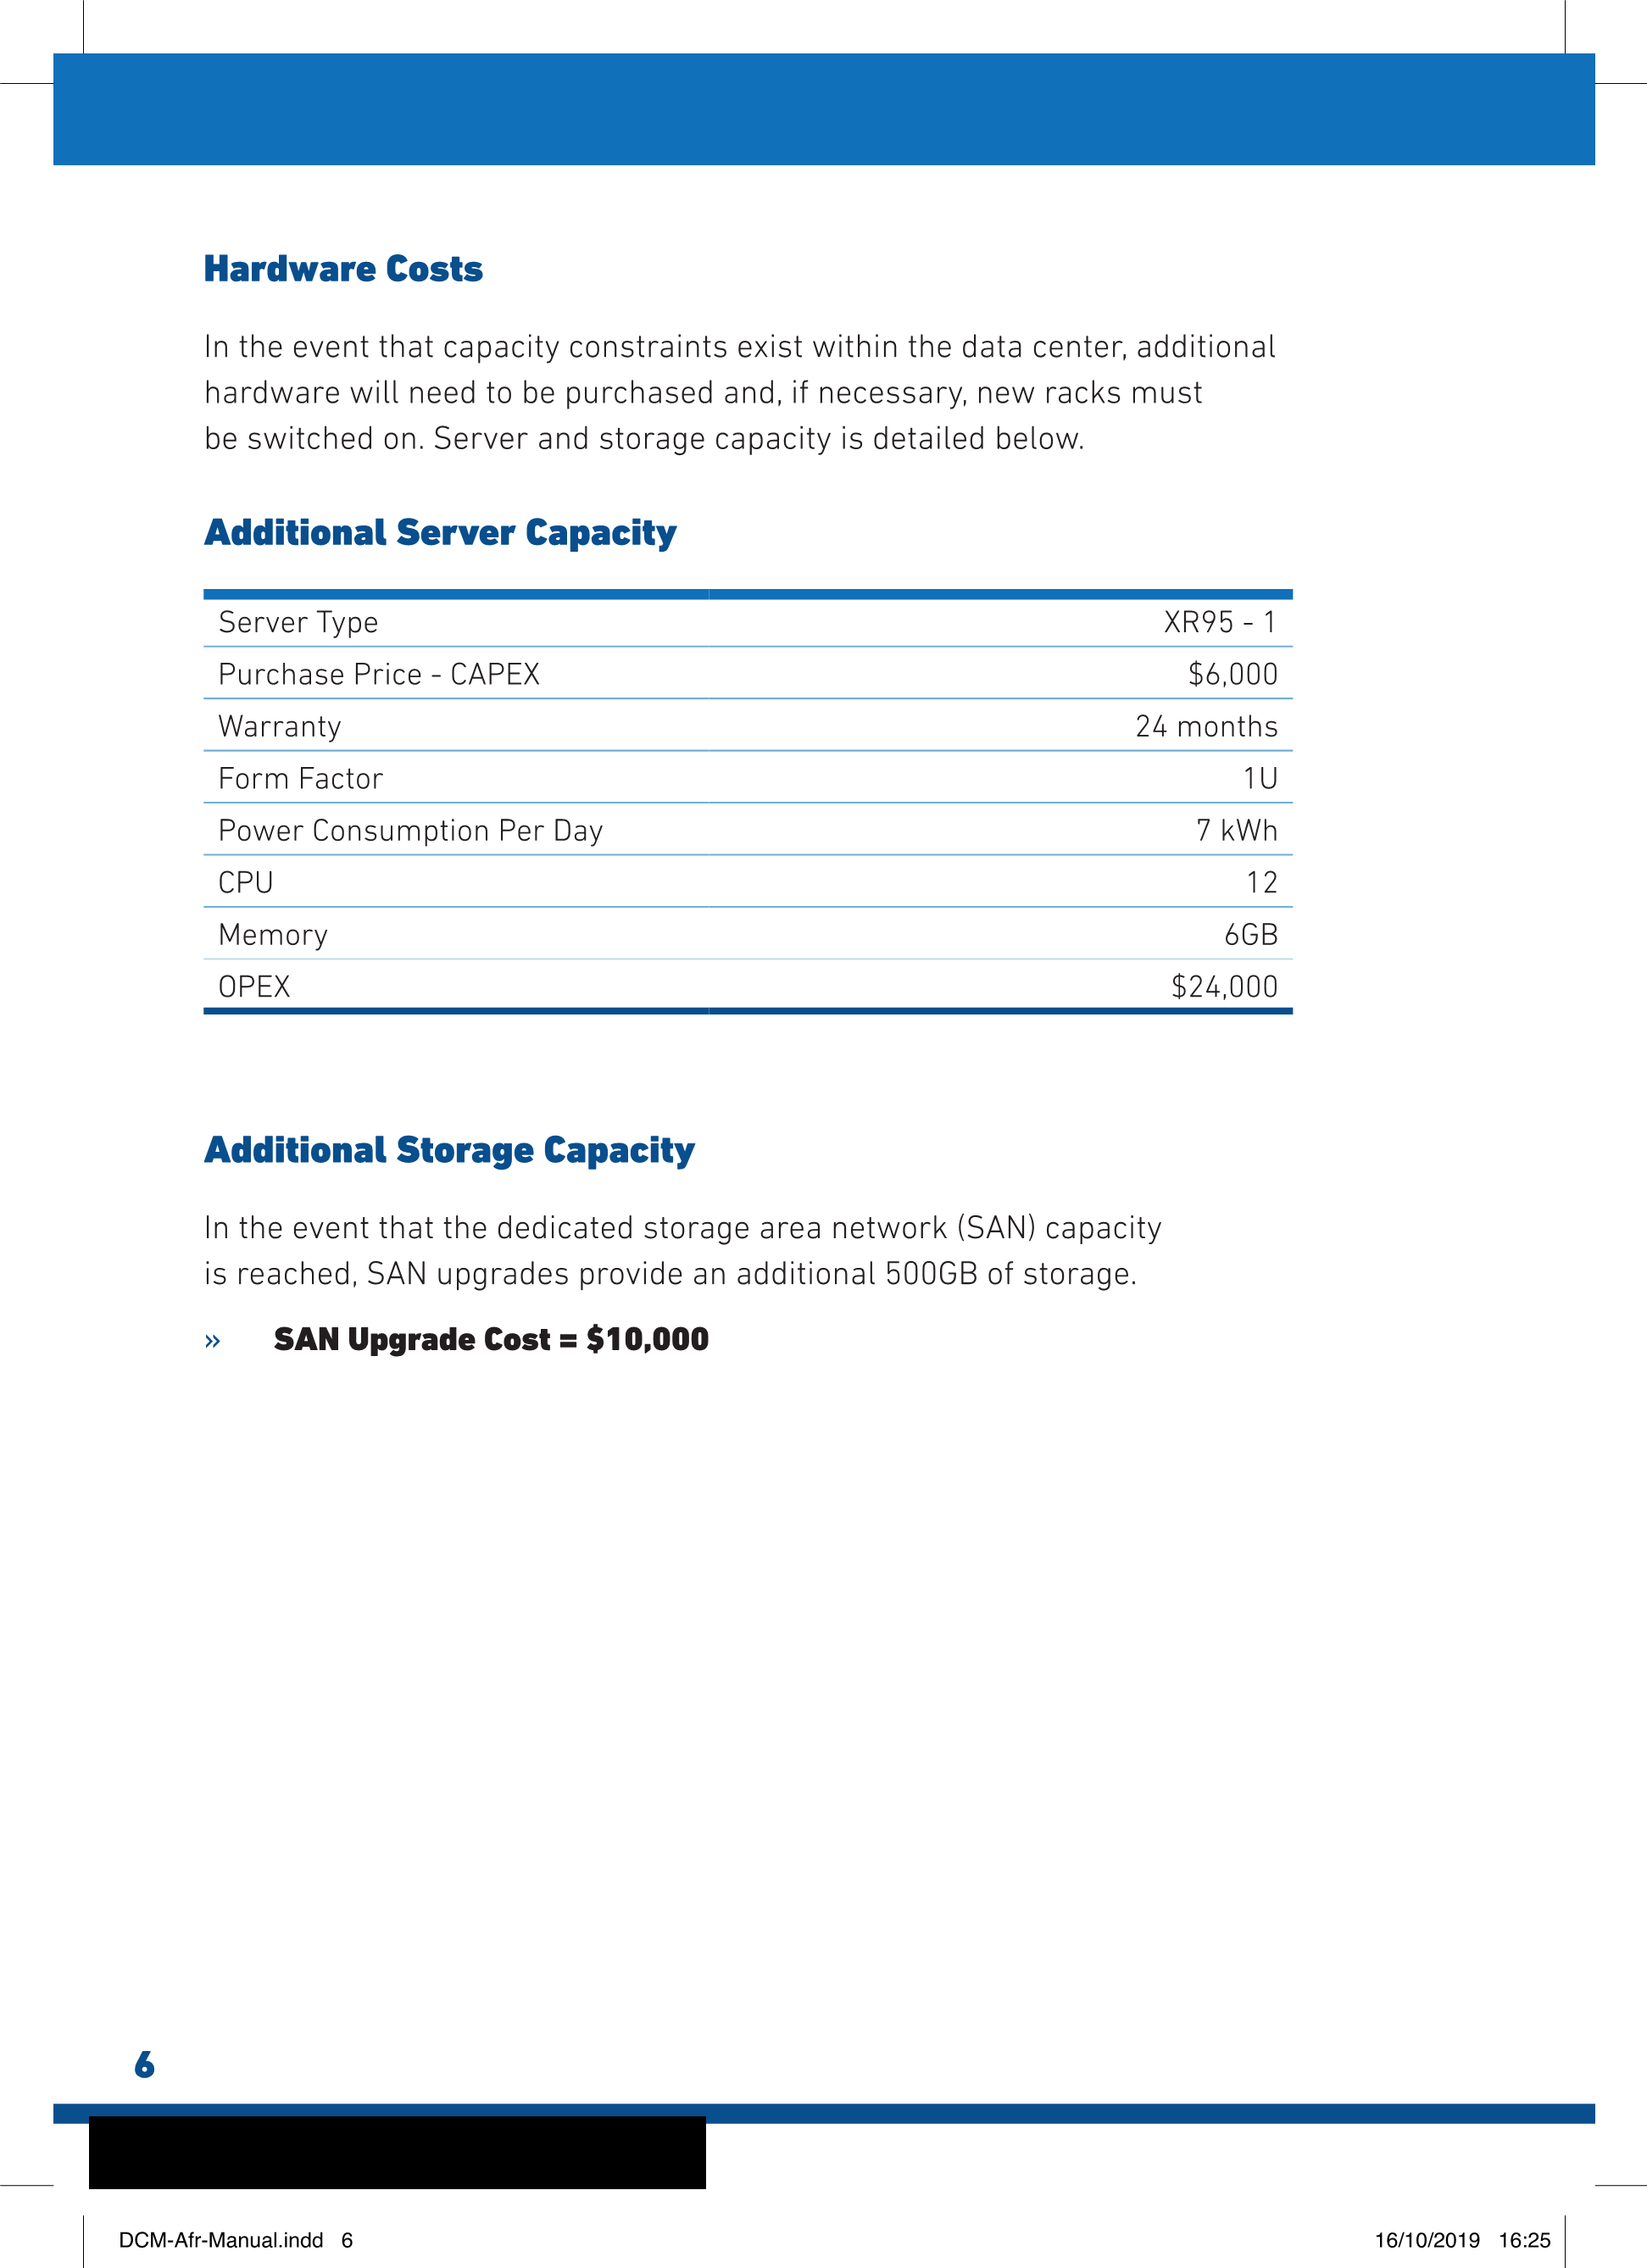 Hardware Costs
In the event that capacity constraints exist within the data center, additional
hardware will need to be purchased and, if necessary, new racks must
be switched on. Server and storage capacity is detailed below.
Additional Server Capacity
Server Type XR95 - 1
Purchase Price - CAPEX $6,000
Warranty 24 months
Form Factor 1U
Power Consumption Per Day 7 kWh
CPU 12
Memory 6GB
OPEX $24,000
Additional Storage Capacity
In the event that the dedicated storage area network (SAN) capacity
is reached, SAN upgrades provide an additional 500GB of storage.
» SAN Upgrade Cost = $10,000
6
DCM-Afr-Manual.indd 6 16/10/2019 16:25